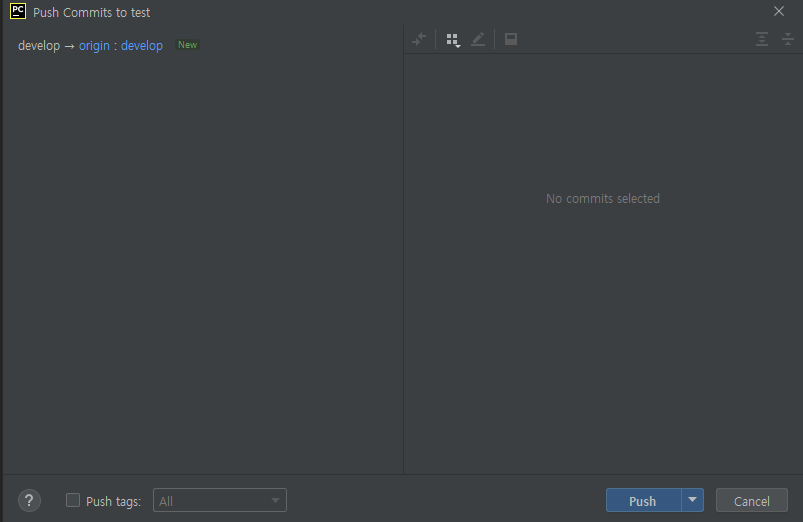 PC Push Commits to test
develop → origin : develop New
No commits selected
? Push tags: All Push Cancel